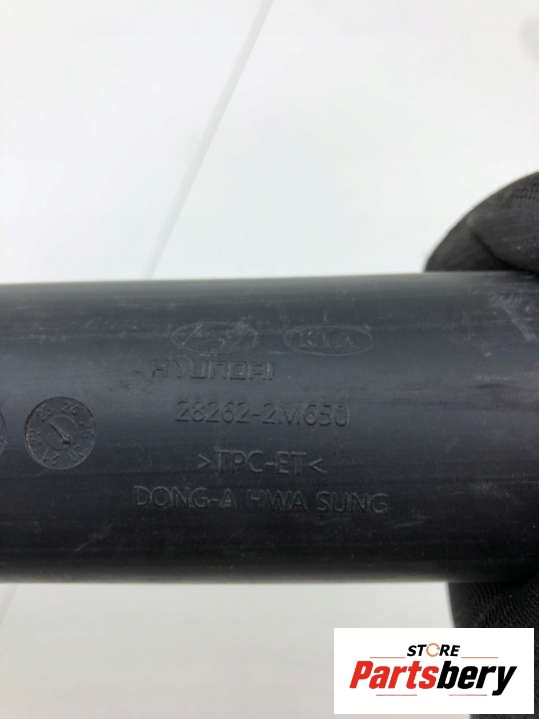 KIA
HYUNDAI
28262-2M650
>TPC-ET<
DONG-A HWA SUNG
STORE
Partsbery